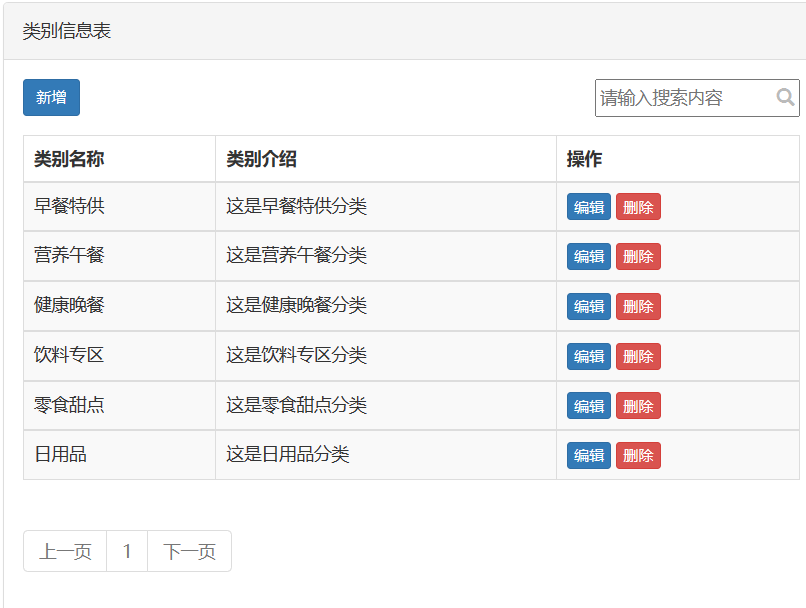 类别信息表
新增 请输入搜索内容
类别名称 类别介绍 操作
早餐特供 这是早餐特供分类 编辑 删除
营养午餐 这是营养午餐分类 编辑 删除
健康晚餐 这是健康晚餐分类 编辑 删除
饮料专区 这是饮料专区分类 编辑 删除
零食甜点 这是零食甜点分类 编辑 删除
日用品 这是日用品分类 编辑 删除
上一页 1 下一页